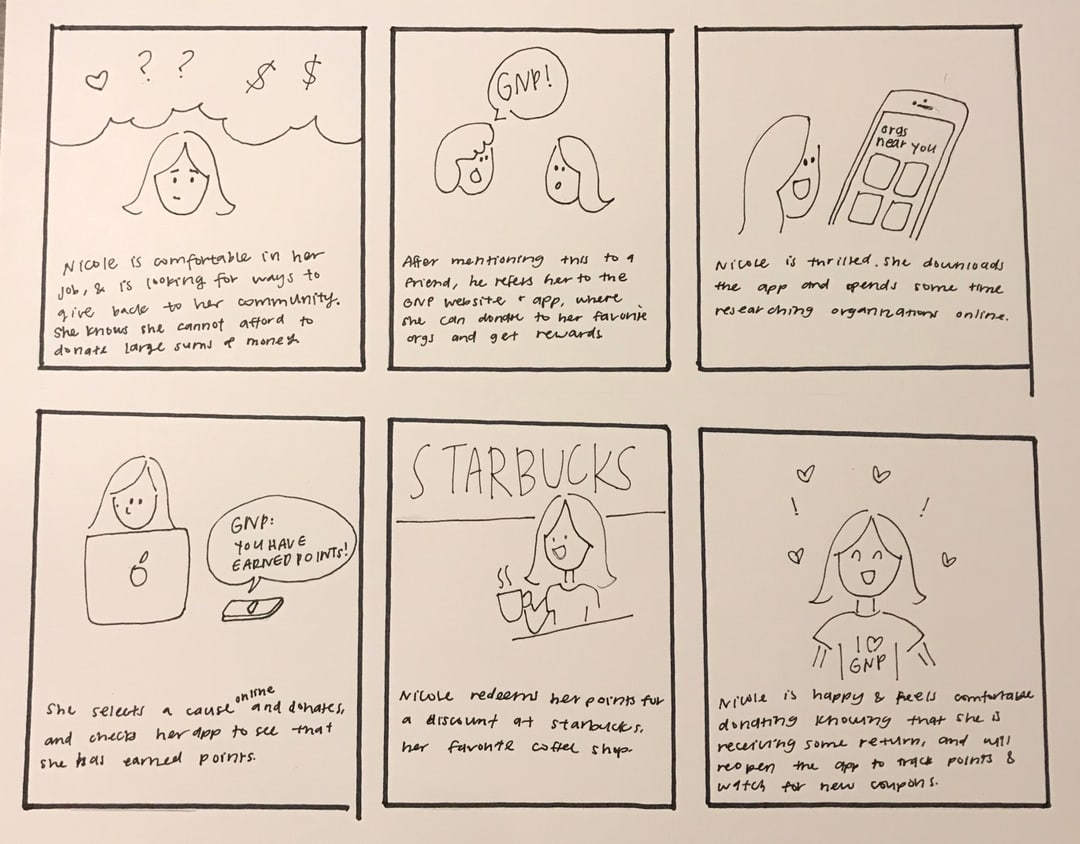 ? ? $ $
Nicole is comfortable in her
job, & is looking for ways to
give back to her community.
She knows she cannot afford to
donate large sums of money
GNP!
After mentioning this to a
friend, he refers her to the
GNP website + app, where
she can donate to her favorite
orgs and get rewards
orgs
near you
Nicole is thrilled. She downloads
the app and spends some time
researching organizations online.
GNP:
YOU HAVE
EARNED POINTS!
She selects a cause online and donates,
and checks her app to see that
she has earned points.
STARBUCKS
Nicole redeems her points for
a discount at Starbucks,
her favorite coffee shop.
I ♡
GNP
Nicole is happy & feels comfortable
donating knowing that she is
receiving some return, and will
reopen the app to track points &
watch for new coupons.